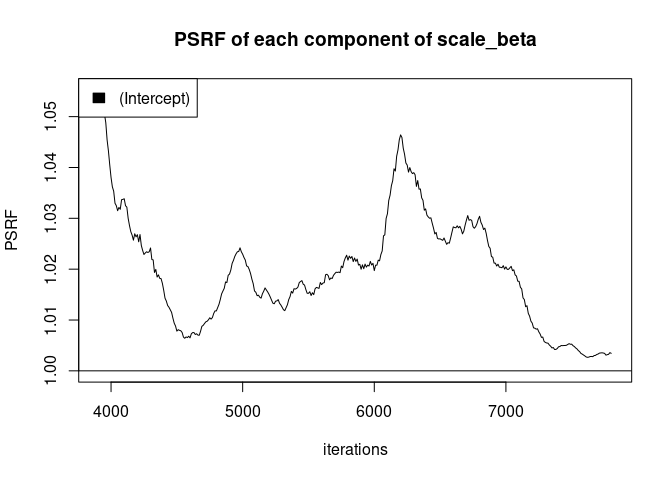 PSRF of each component of scale_beta
(Intercept)
PSRF
1.05
1.04
1.03
1.02
1.01
1.00
4000 5000 6000 7000
iterations